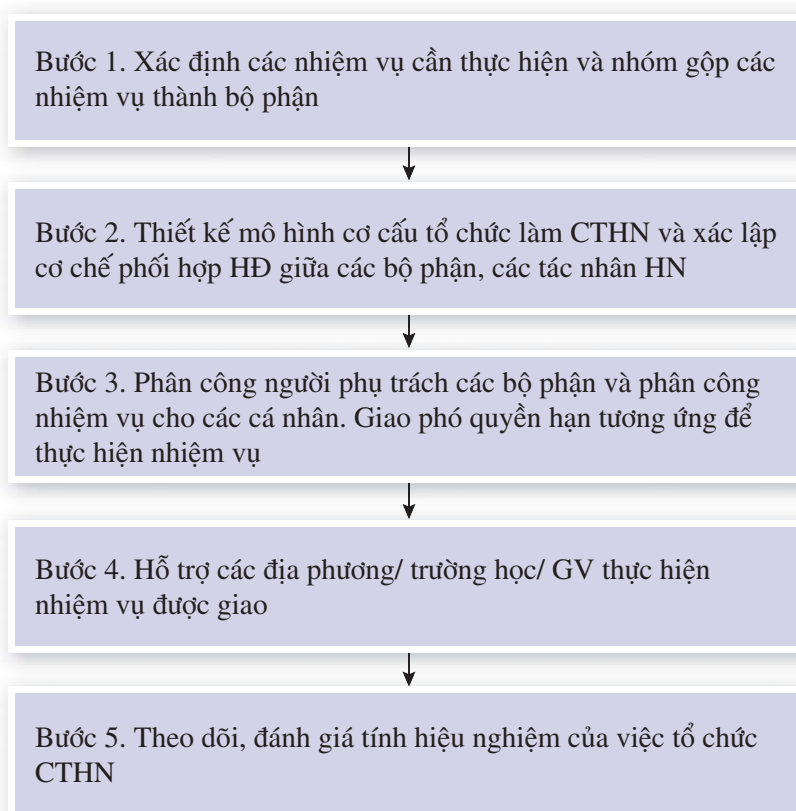 Bước 1. Xác định các nhiệm vụ cần thực hiện và nhóm gộp các
nhiệm vụ thành bộ phận
Bước 2. Thiết kế mô hình cơ cấu tổ chức làm CTHN và xác lập
cơ chế phối hợp HĐ giữa các bộ phận, các tác nhân HN
Bước 3. Phân công người phụ trách các bộ phận và phân công
nhiệm vụ cho các cá nhân. Giao phó quyền hạn tương ứng để
thực hiện nhiệm vụ
Bước 4. Hỗ trợ các địa phương/ trường học/ GV thực hiện
nhiệm vụ được giao
Bước 5. Theo dõi, đánh giá tính hiệu nghiệm của việc tổ chức
CTHN